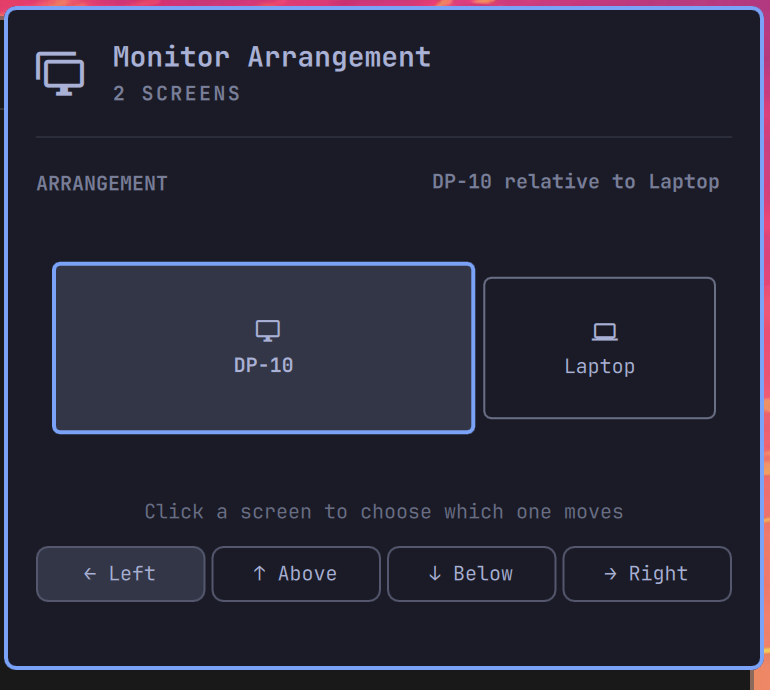 Monitor Arrangement
2 SCREENS
ARRANGEMENT
DP-10 relative to Laptop
DP-10
Laptop
Click a screen to choose which one moves
← Left
↑ Above
↓ Below
→ Right